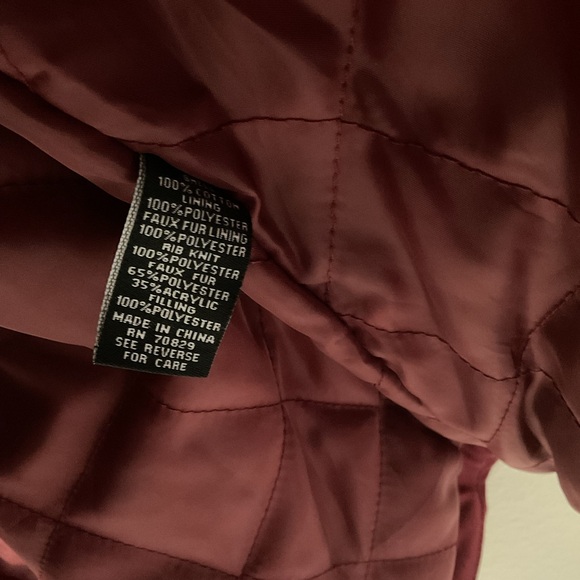 100% COTTON
LINING
100%POLYESTER
FAUX FUR LINING
100%POLYESTER
RIB KNIT
100%POLYESTER
FAUX FUR
65%POLYESTER
35%ACRYLIC
FILLING
100%POLYESTER
MADE IN CHINA
RN 70829
SEE REVERSE
FOR CARE